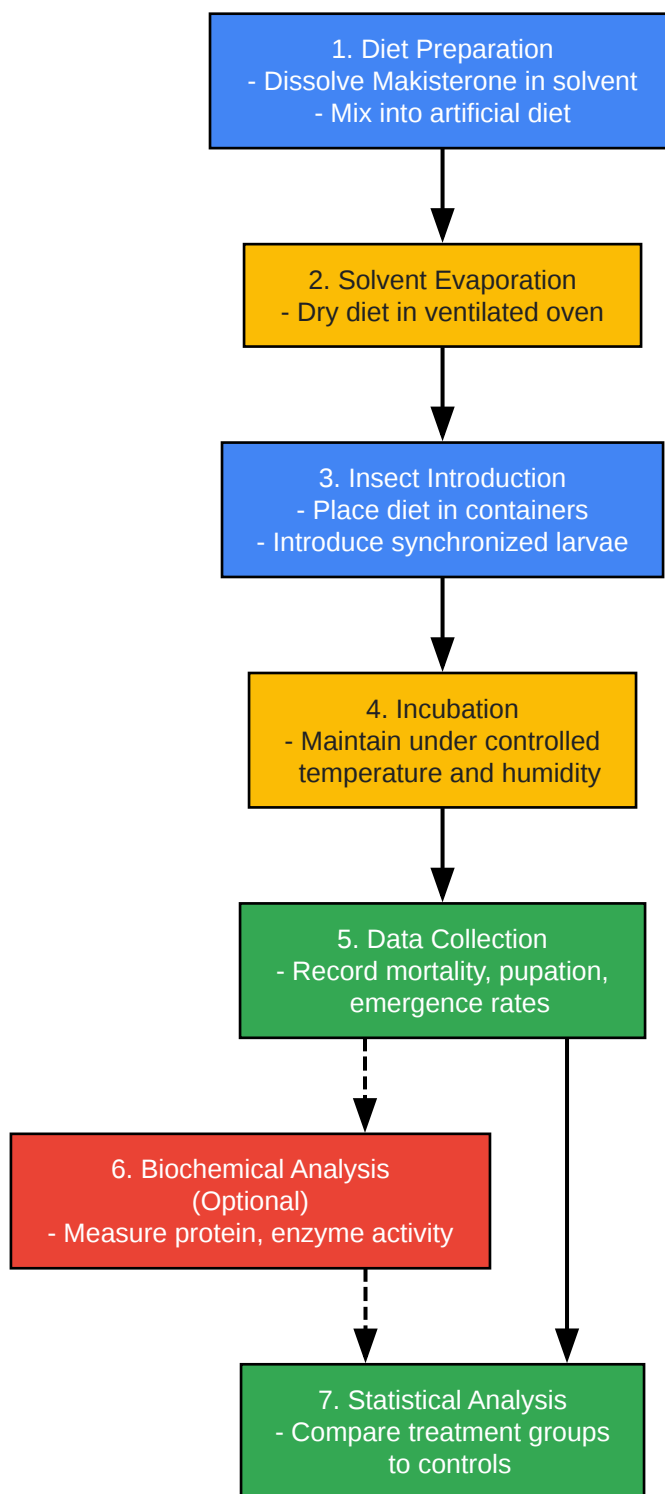 1. Diet Preparation
- Dissolve Makisterone in solvent
- Mix into artificial diet
2. Solvent Evaporation
- Dry diet in ventilated oven
3. Insect Introduction
- Place diet in containers
- Introduce synchronized larvae
4. Incubation
- Maintain under controlled
temperature and humidity
5. Data Collection
- Record mortality, pupation,
emergence rates
6. Biochemical Analysis
(Optional)
- Measure protein, enzyme activity
7. Statistical Analysis
- Compare treatment groups
to controls